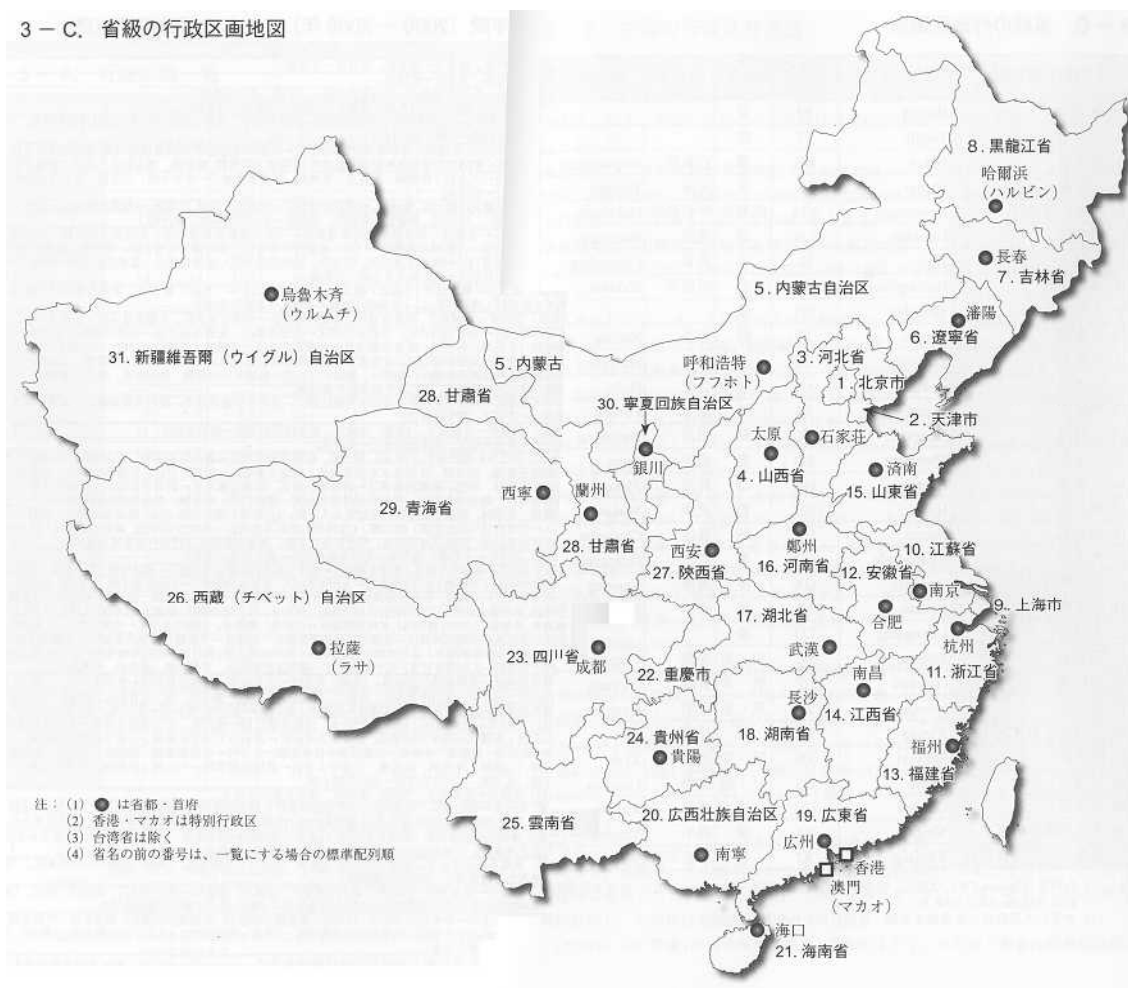 3－C. 省級の行政区画地図
8. 黒龍江省
哈爾浜
(ハルビン)
長春
7. 吉林省
5. 内蒙古自治区
瀋陽
6. 遼寧省
烏魯木斉
(ウルムチ)
31. 新疆維吾爾（ウイグル）自治区
5. 内蒙古
28. 甘肅省
呼和浩特
(フフホト)
3. 河北省
1. 北京市
2. 天津市
30. 寧夏回族自治区
銀川
太原
石家荘
4. 山西省
済南
15. 山東省
西寧
蘭州
29. 青海省
28. 甘肅省
西安
27. 陝西省
鄭州
16. 河南省
10. 江蘇省
12. 安徽省
南京
合肥
9. 上海市
杭州
11. 浙江省
26. 西蔵（チベット）自治区
拉薩
(ラサ)
23. 四川省
成都
22. 重慶市
17. 湖北省
武漢
南昌
14. 江西省
長沙
18. 湖南省
24. 貴州省
貴陽
福州
13. 福建省
25. 雲南省
20. 広西壮族自治区
南寧
19. 広東省
広州
香港
澳門
(マカオ)
海口
21. 海南省
注：(1) ●は省都・首府
(2) 香港・マカオは特別行政区
(3) 台湾省は除く
(4) 省名の前の番号は、一覧にする場合の標準配列順